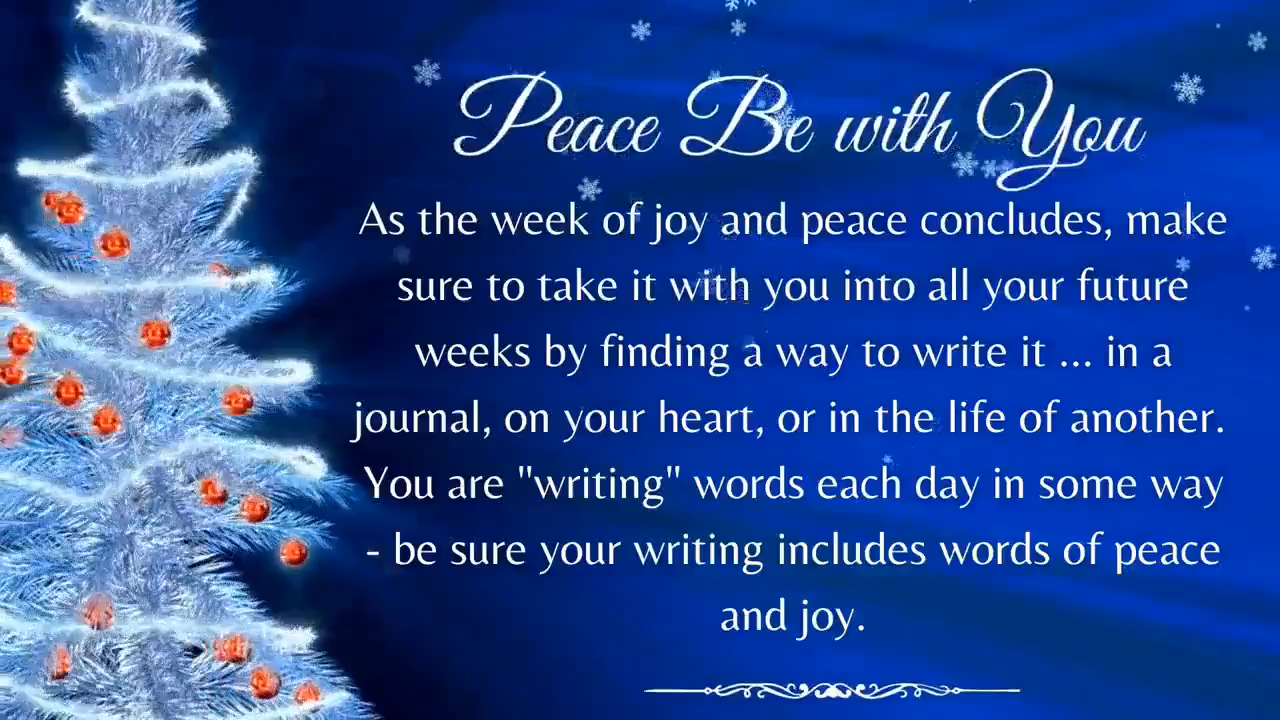 Peace Be with You
As the week of joy and peace concludes, make
sure to take it with you into all your future
weeks by finding a way to write it ... in a
journal, on your heart, or in the life of another.
You are "writing" words each day in some way
- be sure your writing includes words of peace
and joy.